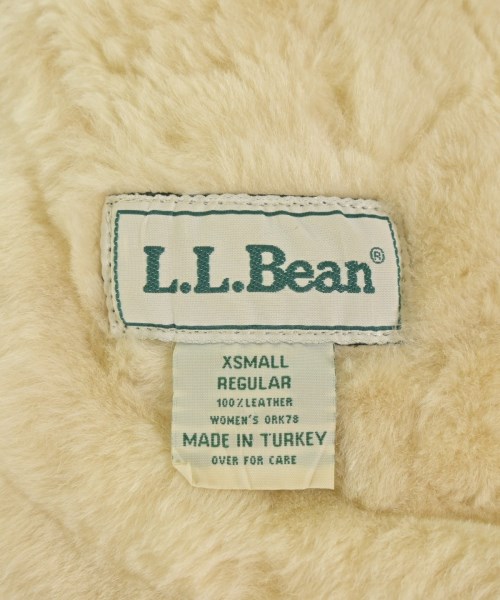 L.L.Bean®
XSMALL
REGULAR
100% LEATHER
WOMEN'S ORK78
MADE IN TURKEY
OVER FOR CARE